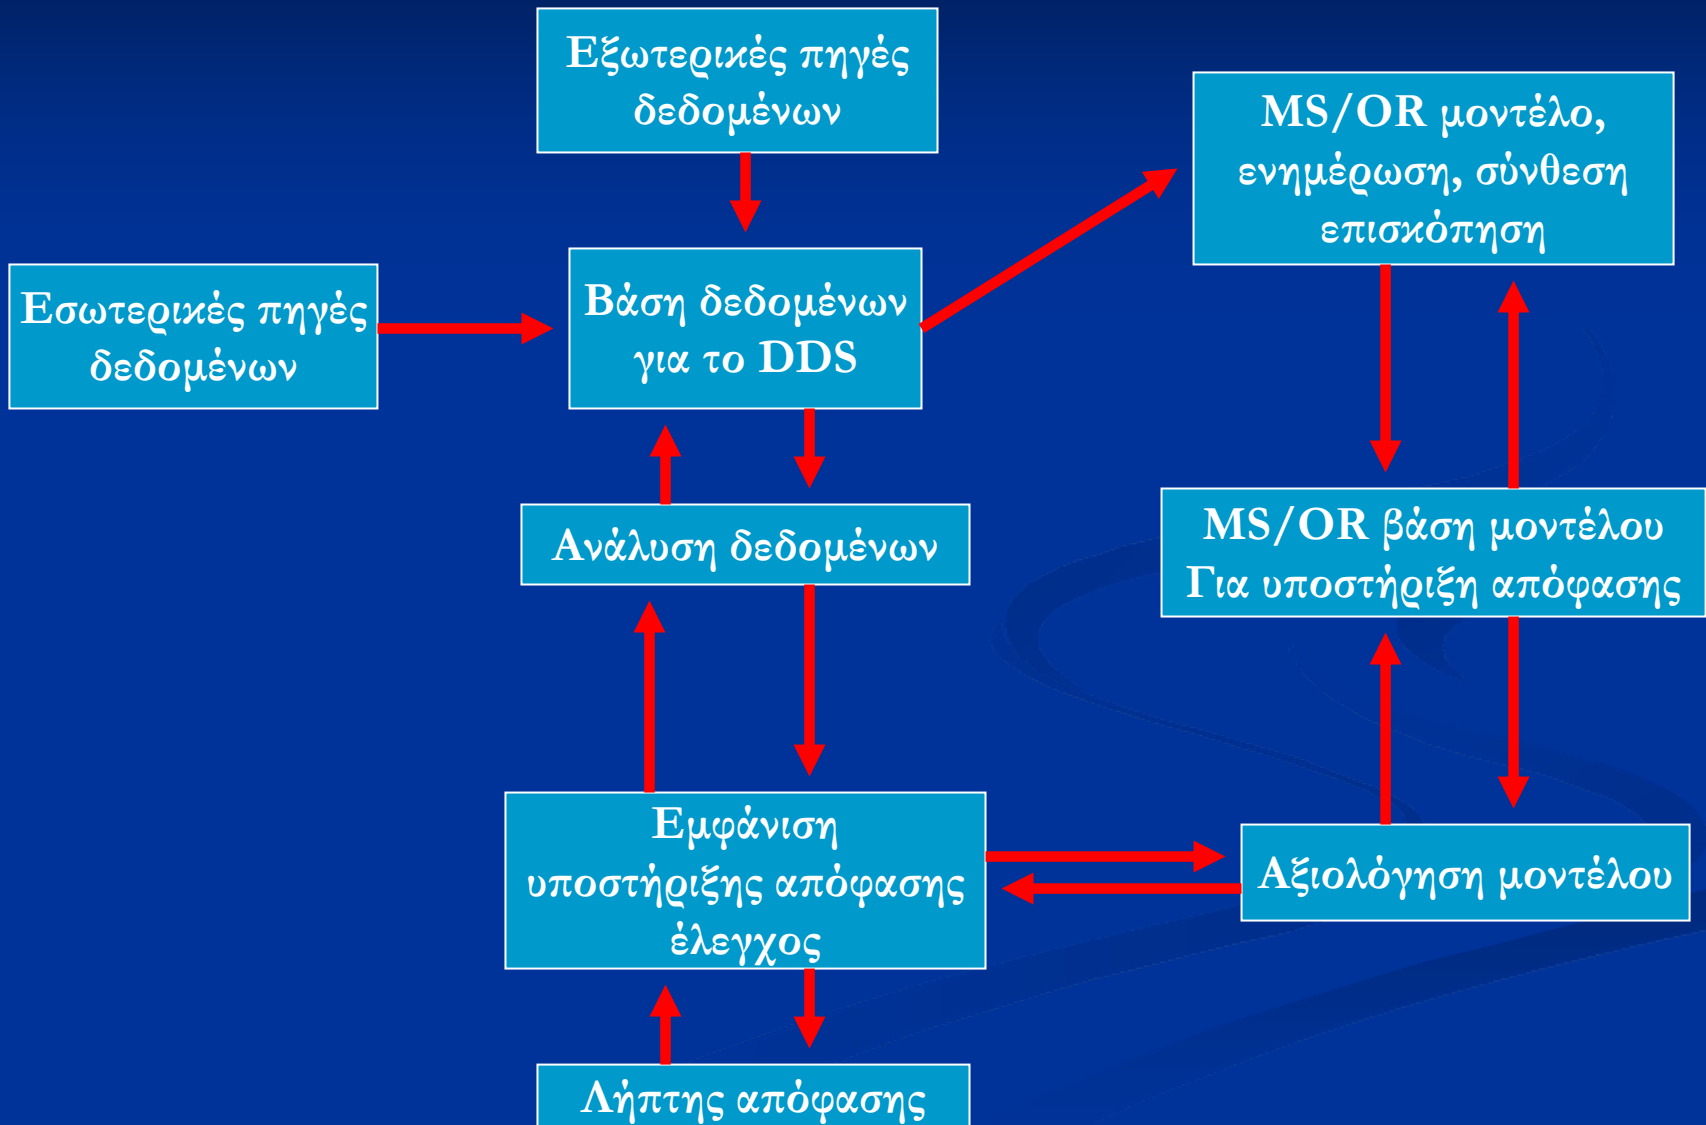 Εξωτερικές πηγές
δεδομένων
MS/OR μοντέλο,
ενημέρωση, σύνθεση
επισκόπηση
Εσωτερικές πηγές
δεδομένων
Βάση δεδομένων
για το DDS
Ανάλυση δεδομένων
MS/OR βάση μοντέλου
Για υποστήριξη απόφασης
Εμφάνιση
υποστήριξης απόφασης
έλεγχος
Αξιολόγηση μοντέλου
Λήπτης απόφασης